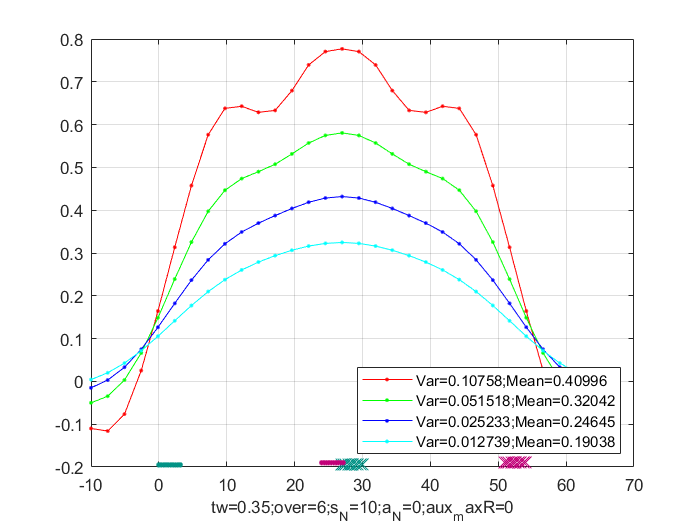 0.8
0.7
0.6
0.5
0.4
0.3
0.2
0.1
0
-0.1
-0.2
Var=0.10758;Mean=0.40996
Var=0.051518;Mean=0.32042
Var=0.025233;Mean=0.24645
Var=0.012739;Mean=0.19038
-10 0 10 20 30 40 50 60 70
tw=0.35;over=6;s_N=10;a_N=0;aux_maxR=0